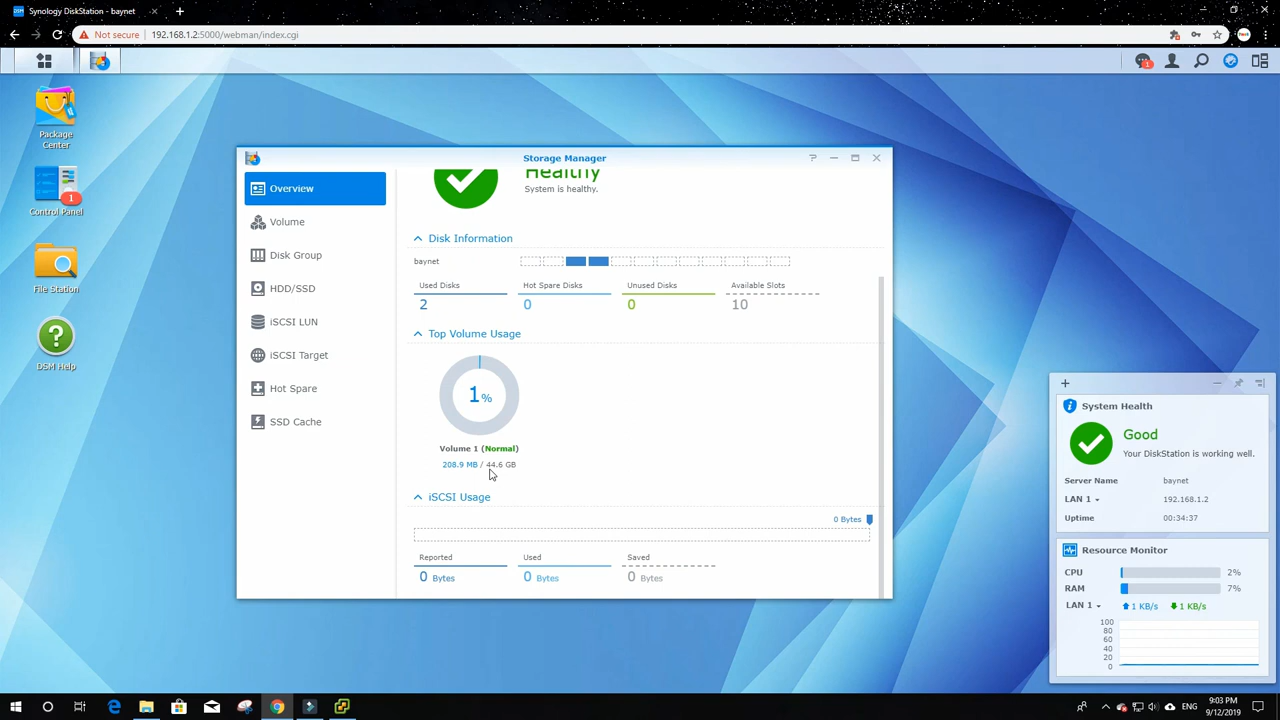 Synology DiskStation - baynet
Not secure
192.168.1.2:5000/webman/index.cgi
1
Package
Center
1
Control Panel
File Station
?
DSM Help
Storage Manager
?
Overview
Volume
Disk Group
HDD/SSD
iSCSI LUN
iSCSI Target
Hot Spare
SSD Cache
Healthy
System is healthy.
Disk Information
baynet
Used Disks
Hot Spare Disks
Unused Disks
Available Slots
2
0
0
10
Top Volume Usage
1%
Volume 1 (Normal)
208.9 MB / 44.6 GB
iSCSI Usage
0 Bytes
Reported
Used
Saved
0 Bytes
0 Bytes
0 Bytes
System Health
Good
Your DiskStation is working well.
Server Name baynet
LAN 1 192.168.1.2
Uptime 00:34:37
Resource Monitor
CPU 2%
RAM 7%
LAN 1 1 KB/s 1 KB/s
100
80
60
40
20
0
ENG
9:03 PM
9/12/2019